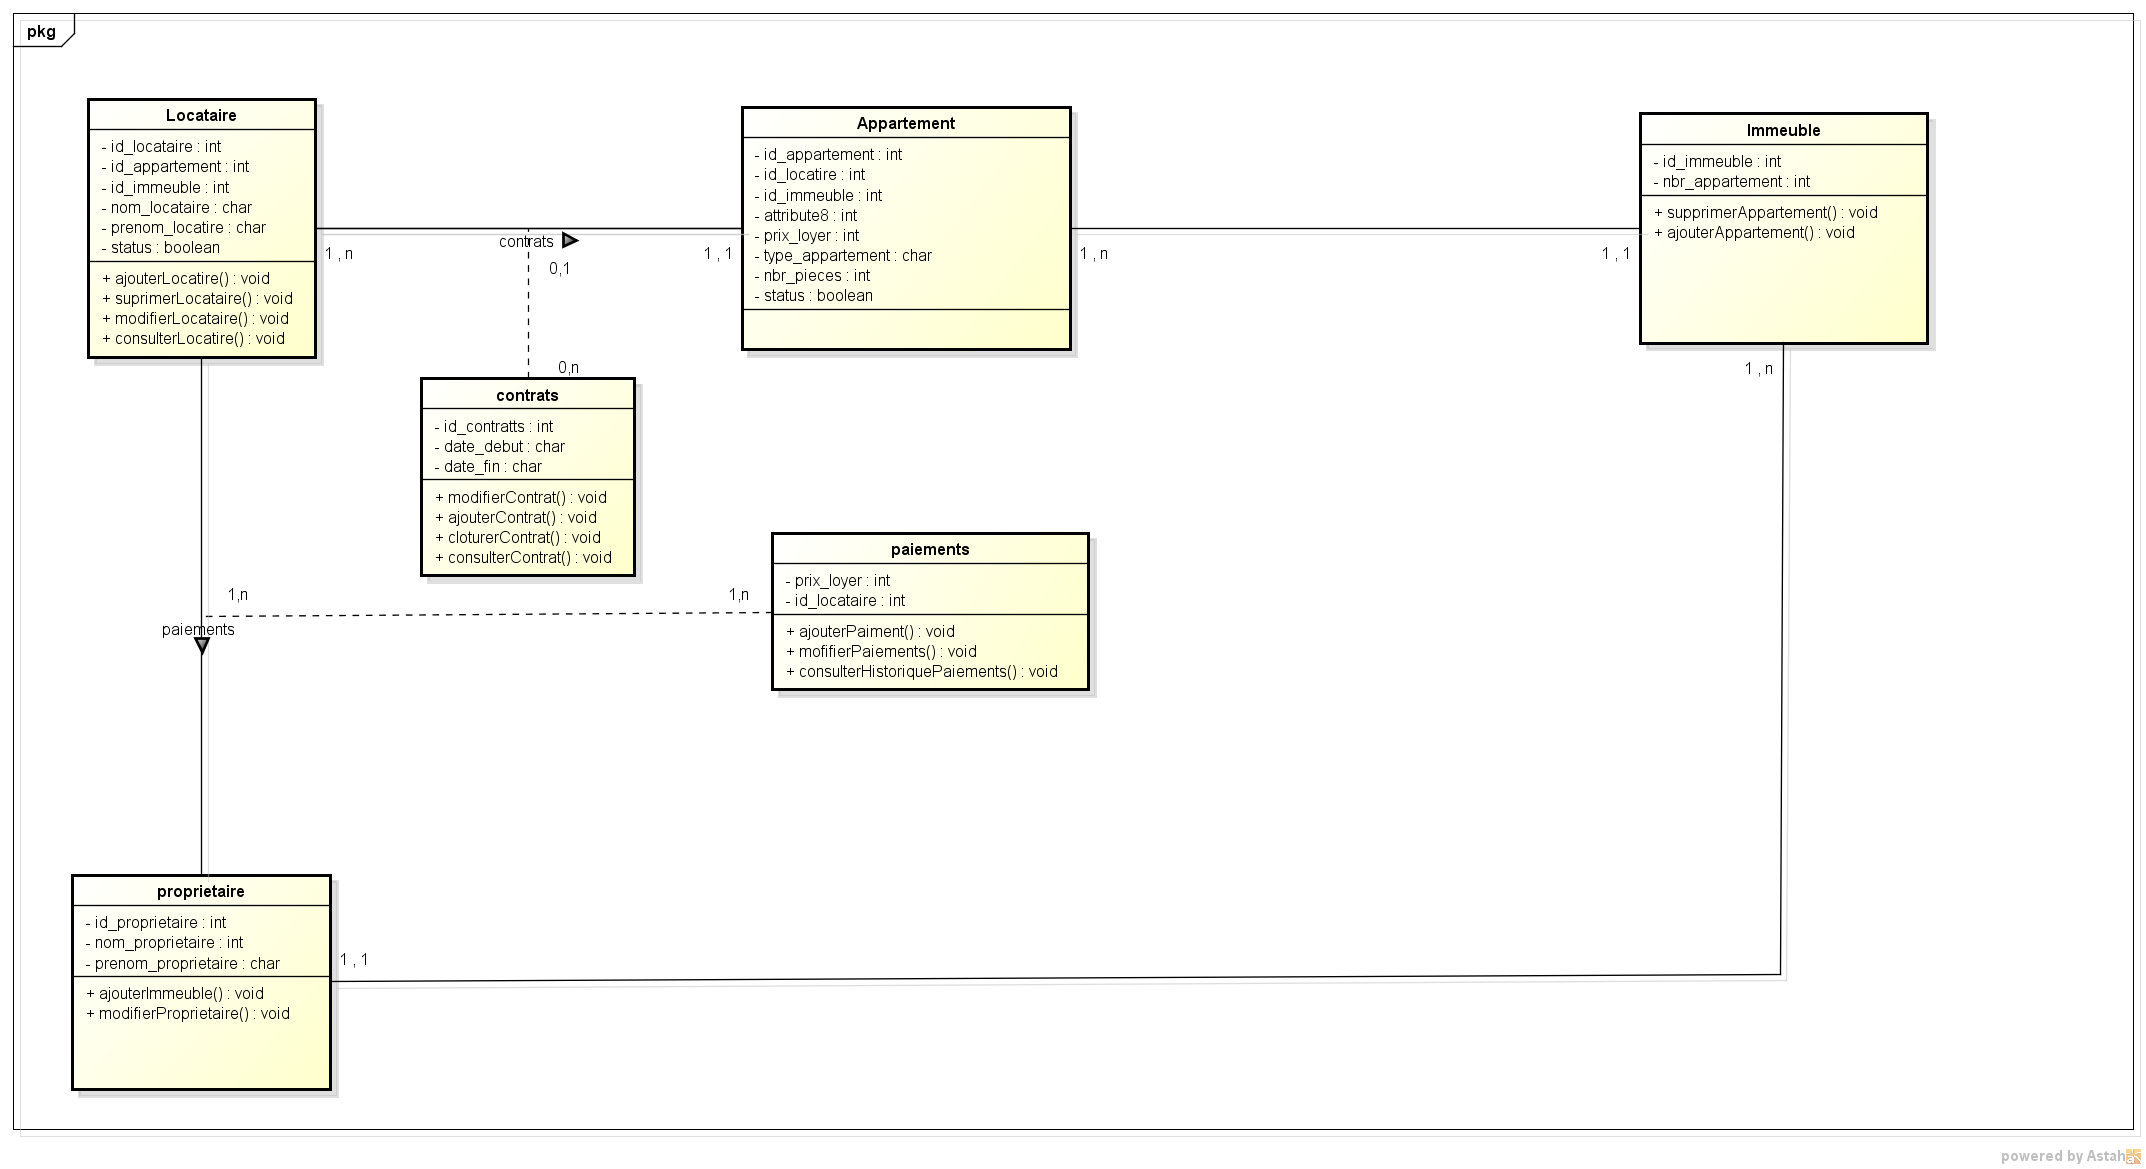 pkg
Locataire
- id_locataire : int
- id_appartement : int
- id_immeuble : int
- nom_locataire : char
- prenom_locatire : char
- status : boolean
+ ajouterLocatire() : void
+ suprimerLocataire() : void
+ modifierLocataire() : void
+ consulterLocatire() : void
1 , n
contrats
0,1
1 , 1
Appartement
- id_appartement : int
- id_locatire : int
- id_immeuble : int
- attribute8 : int
- prix_loyer : int
- type_appartement : char
- nbr_pieces : int
- status : boolean
1 , n
1 , 1
Immeuble
- id_immeuble : int
- nbr_appartement : int
+ supprimerAppartement() : void
+ ajouterAppartement() : void
1 , n
0,n
contrats
- id_contratts : int
- date_debut : char
- date_fin : char
+ modifierContrat() : void
+ ajouterContrat() : void
+ cloturerContrat() : void
+ consulterContrat() : void
1,n
1,n
paiements
paiements
- prix_loyer : int
- id_locataire : int
+ ajouterPaiment() : void
+ mofifierPaiements() : void
+ consulterHistoriquePaiements() : void
proprietaire
- id_proprietaire : int
- nom_proprietaire : int
- prenom_proprietaire : char
+ ajouterImmeuble() : void
+ modifierProprietaire() : void
1 , 1
powered by Astah